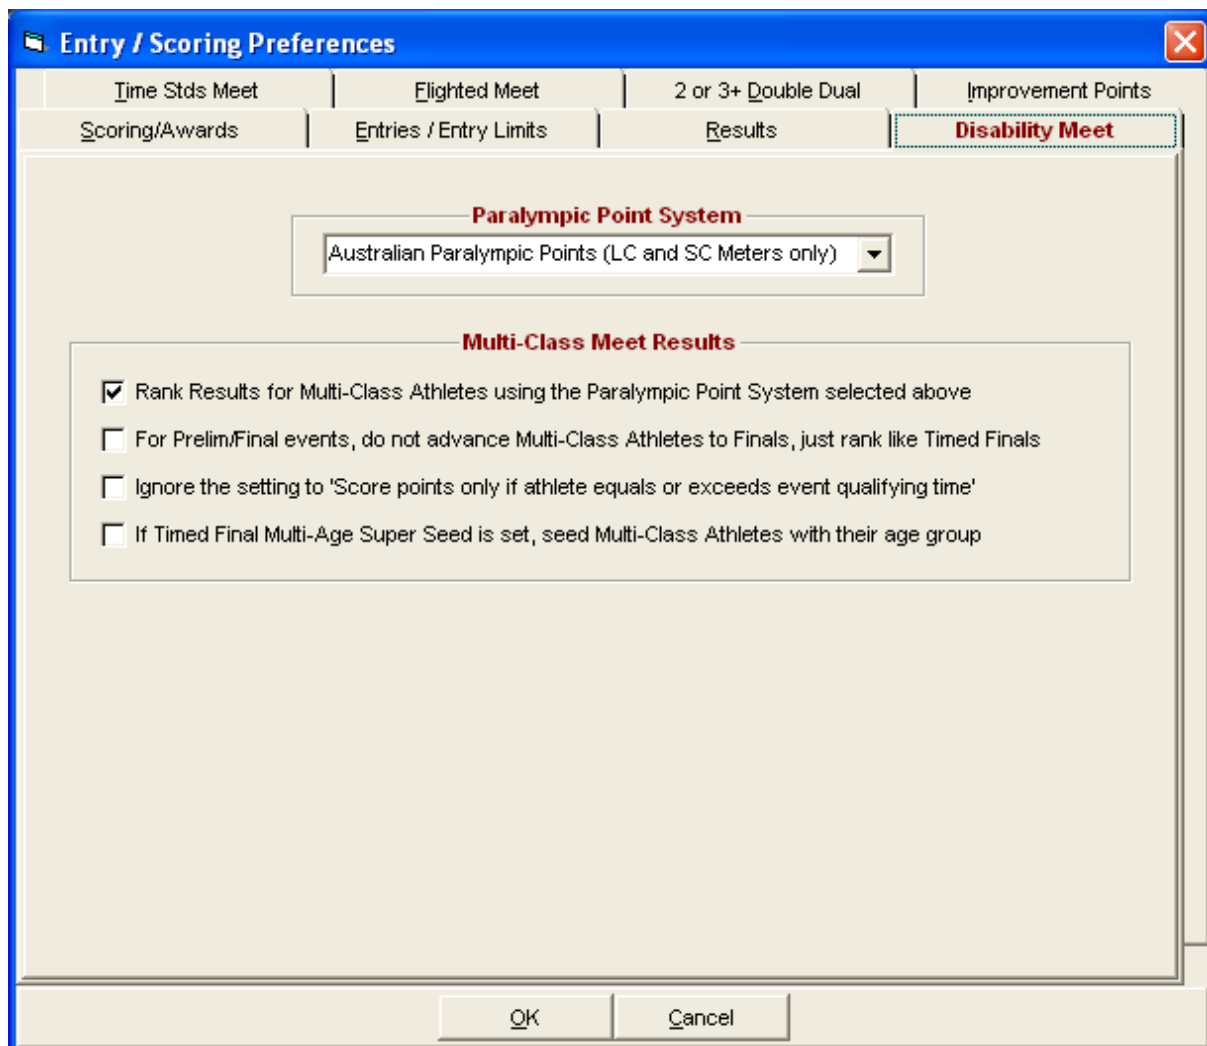 Entry / Scoring Preferences
Time Stds Meet
Flighted Meet
2 or 3+ Double Dual
Improvement Points
Scoring/Awards
Entries / Entry Limits
Results
Disability Meet
Paralympic Point System
Australian Paralympic Points (LC and SC Meters only)
Multi-Class Meet Results
Rank Results for Multi-Class Athletes using the Paralympic Point System selected above
For Prelim/Final events, do not advance Multi-Class Athletes to Finals, just rank like Timed Finals
Ignore the setting to 'Score points only if athlete equals or exceeds event qualifying time'
If Timed Final Multi-Age Super Seed is set, seed Multi-Class Athletes with their age group
OK
Cancel